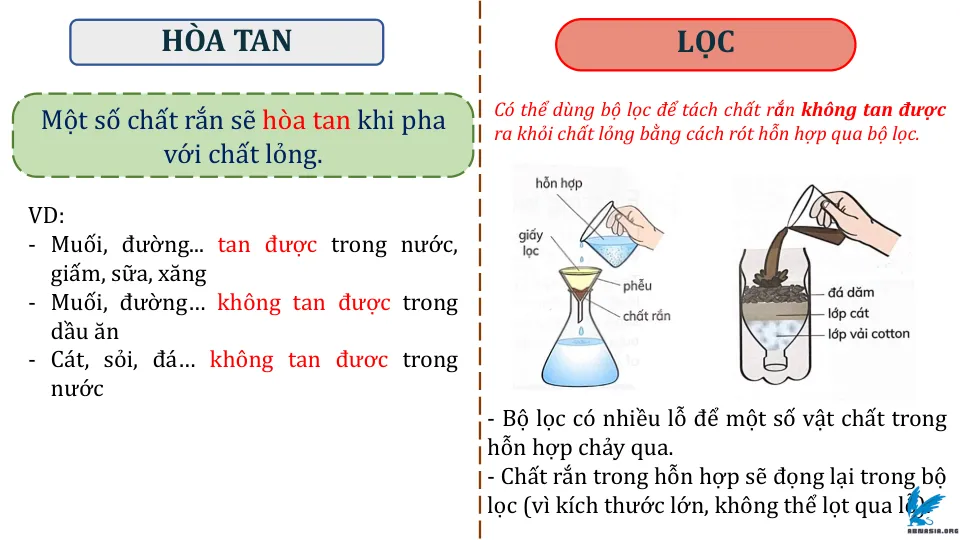 HÒA TAN
Một số chất rắn sẽ hòa tan khi pha
với chất lỏng.
VD:
- Muối, đường... tan được trong nước,
giấm, sữa, xăng
- Muối, đường... không tan được trong
dầu ăn
- Cát, sỏi, đá... không tan đươc trong
nước
LỌC
Có thể dùng bộ lọc để tách chất rắn không tan được
ra khỏi chất lỏng bằng cách rót hỗn hợp qua bộ lọc.
hỗn hợp
giấy
lọc
phễu
chất rắn
đá dăm
lớp cát
lớp vải cotton
- Bộ lọc có nhiều lỗ để một số vật chất trong
hỗn hợp chảy qua.
- Chất rắn trong hỗn hợp sẽ đọng lại trong bộ
lọc (vì kích thước lớn, không thể lọt qua lỗ).